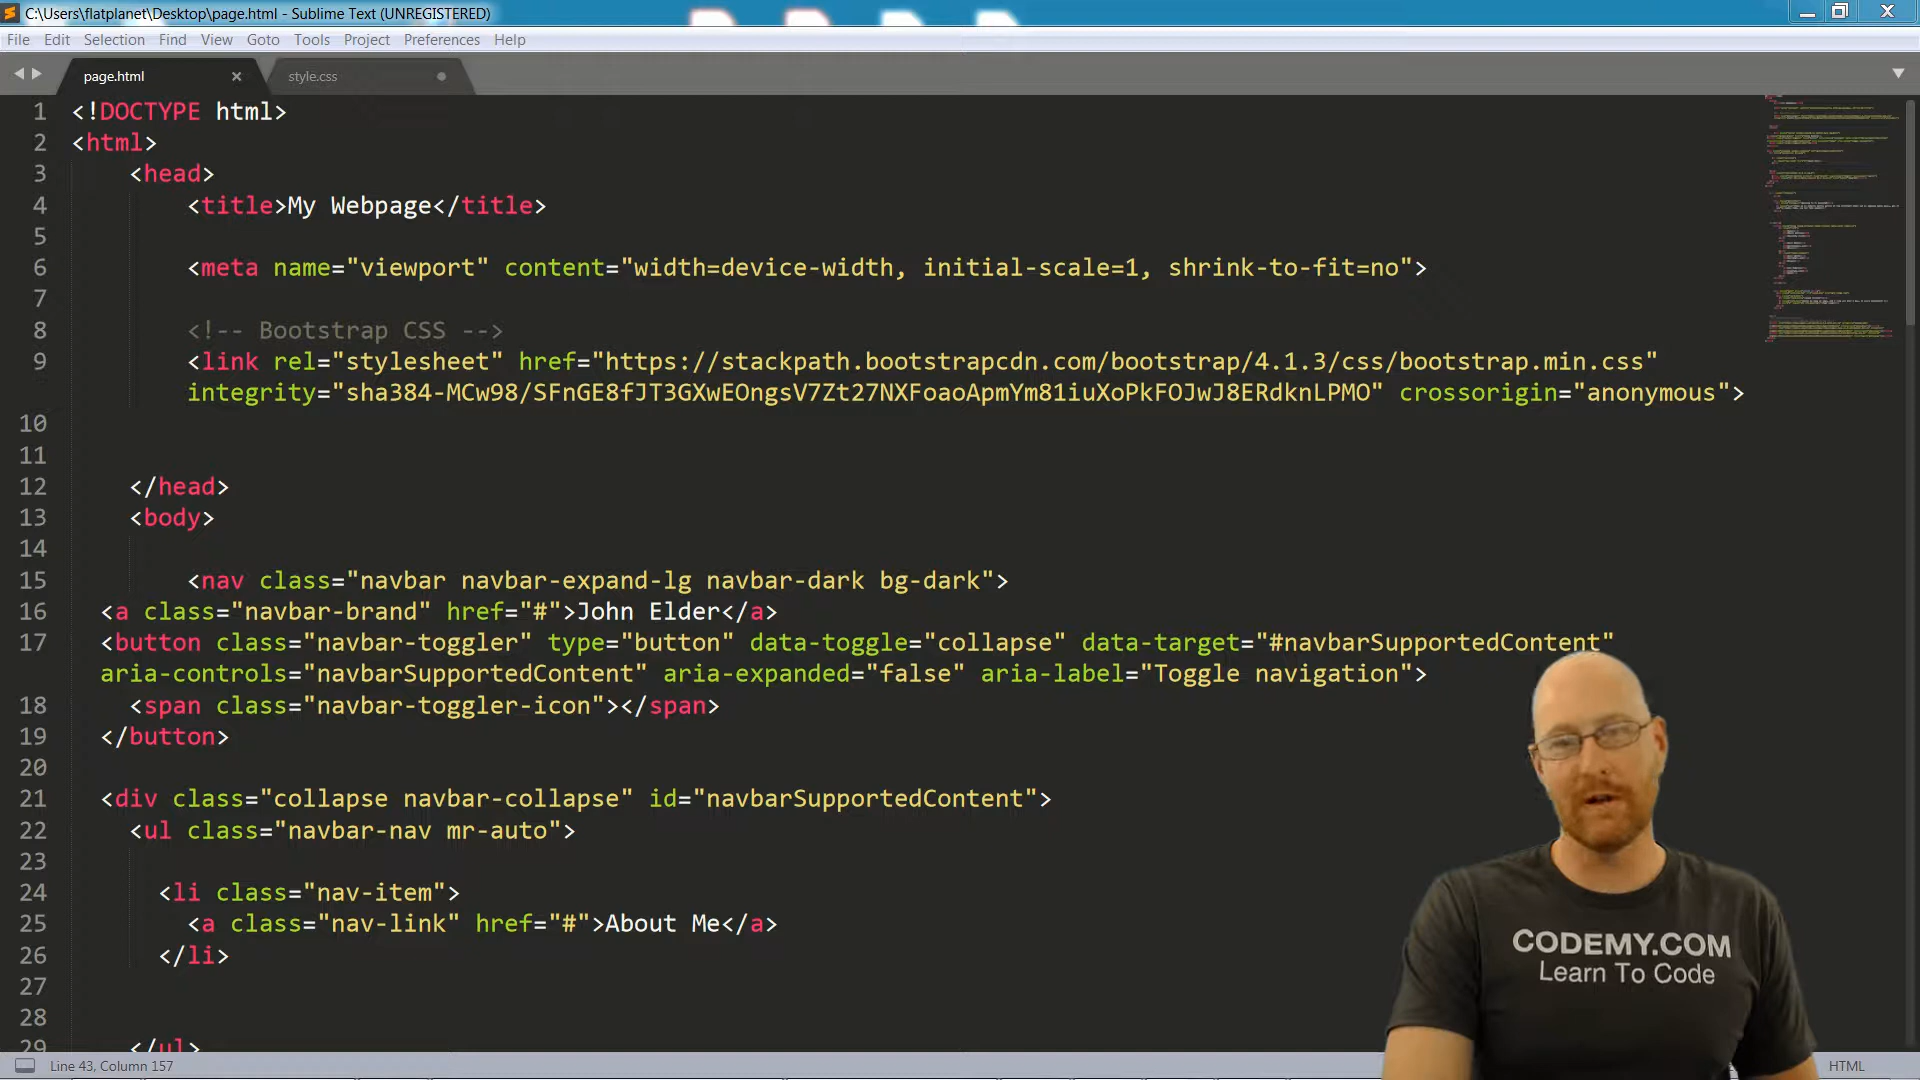 C:\Users\flatplanet\Desktop\page.html - Sublime Text (UNREGISTERED)
File Edit Selection Find View Goto Tools Project Preferences Help
page.html style.css
1 <!DOCTYPE html>
2 <html>
3 <head>
4 <title>My Webpage</title>
5
6 <meta name="viewport" content="width=device-width, initial-scale=1, shrink-to-fit=no">
7
8 <!-- Bootstrap CSS -->
9 <link rel="stylesheet" href="https://stackpath.bootstrapcdn.com/bootstrap/4.1.3/css/bootstrap.min.css"
integrity="sha384-MCw98/SFnGE8fJT3GXwEOngsV7Zt27NXFoaoApmYm81iuXoPkFOJwJ8ERdknLPMO" crossorigin="anonymous">
10
11
12 </head>
13 <body>
14
15 <nav class="navbar navbar-expand-lg navbar-dark bg-dark">
16 <a class="navbar-brand" href="#">John Elder</a>
17 <button class="navbar-toggler" type="button" data-toggle="collapse" data-target="#navbarSupportedContent"
aria-controls="navbarSupportedContent" aria-expanded="false" aria-label="Toggle navigation">
18 <span class="navbar-toggler-icon"></span>
19 </button>
20
21 <div class="collapse navbar-collapse" id="navbarSupportedContent">
22 <ul class="navbar-nav mr-auto">
23
24 <li class="nav-item">
25 <a class="nav-link" href="#">About Me</a>
26 </li>
27
28
29 </ul>
CODEMY.COM
Learn To Code
Line 43, Column 157
HTML